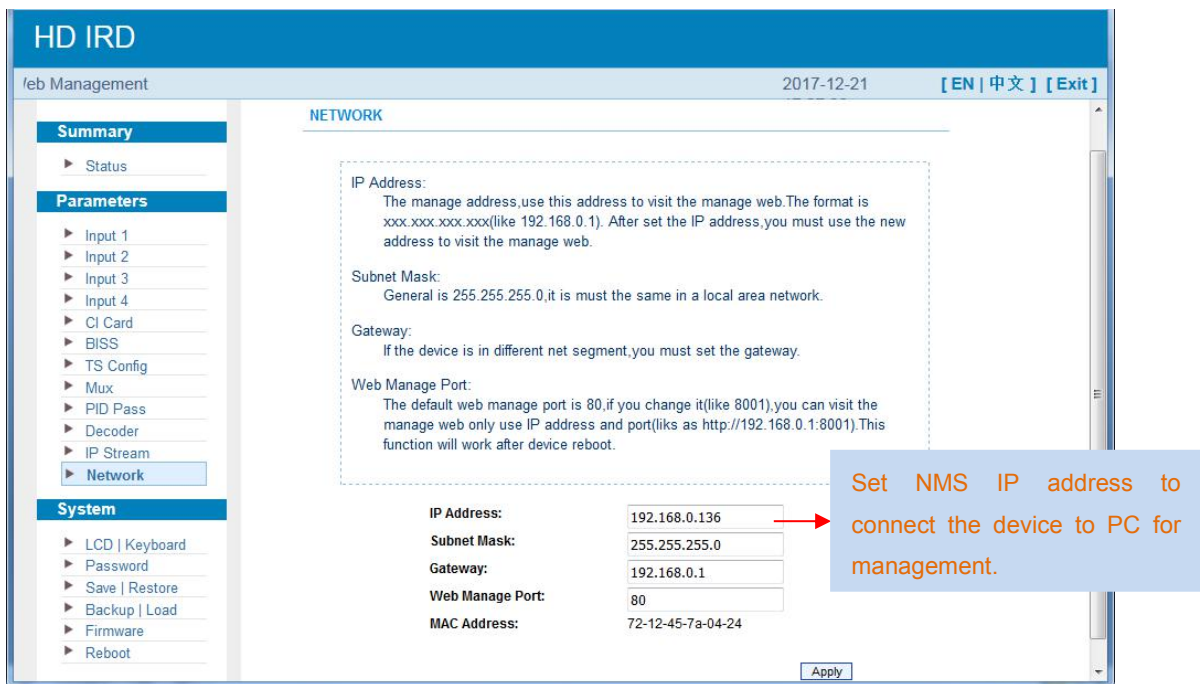 HD IRD
/eb Management
2017-12-21
[ EN | 中文 ] [ Exit ]
Summary
Status
Parameters
Input 1
Input 2
Input 3
Input 4
CI Card
BISS
TS Config
Mux
PID Pass
Decoder
IP Stream
Network
System
LCD | Keyboard
Password
Save | Restore
Backup | Load
Firmware
Reboot
NETWORK
IP Address:
The manage address,use this address to visit the manage web.The format is
xxx.xxx.xxx.xxx(like 192.168.0.1). After set the IP address,you must use the new
address to visit the manage web.
Subnet Mask:
General is 255.255.255.0,it is must the same in a local area network.
Gateway:
If the device is in different net segment,you must set the gateway.
Web Manage Port:
The default web manage port is 80,if you change it(like 8001),you can visit the
manage web only use IP address and port(liks as http://192.168.0.1:8001).This
function will work after device reboot.
IP Address: 192.168.0.136
Subnet Mask: 255.255.255.0
Gateway: 192.168.0.1
Web Manage Port: 80
MAC Address: 72-12-45-7a-04-24
Apply
Set NMS IP address to
connect the device to PC for
management.